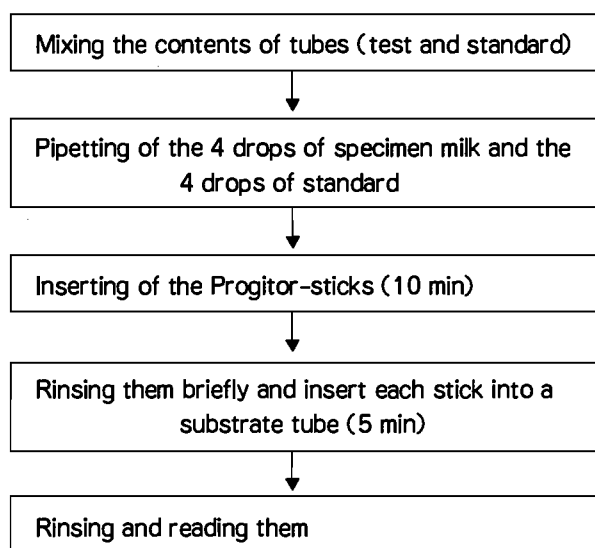 Mixing the contents of tubes (test and standard)
Pipetting of the 4 drops of specimen milk and the
4 drops of standard
Inserting of the Progitor-sticks (10 min)
Rinsing them briefly and insert each stick into a
substrate tube (5 min)
Rinsing and reading them